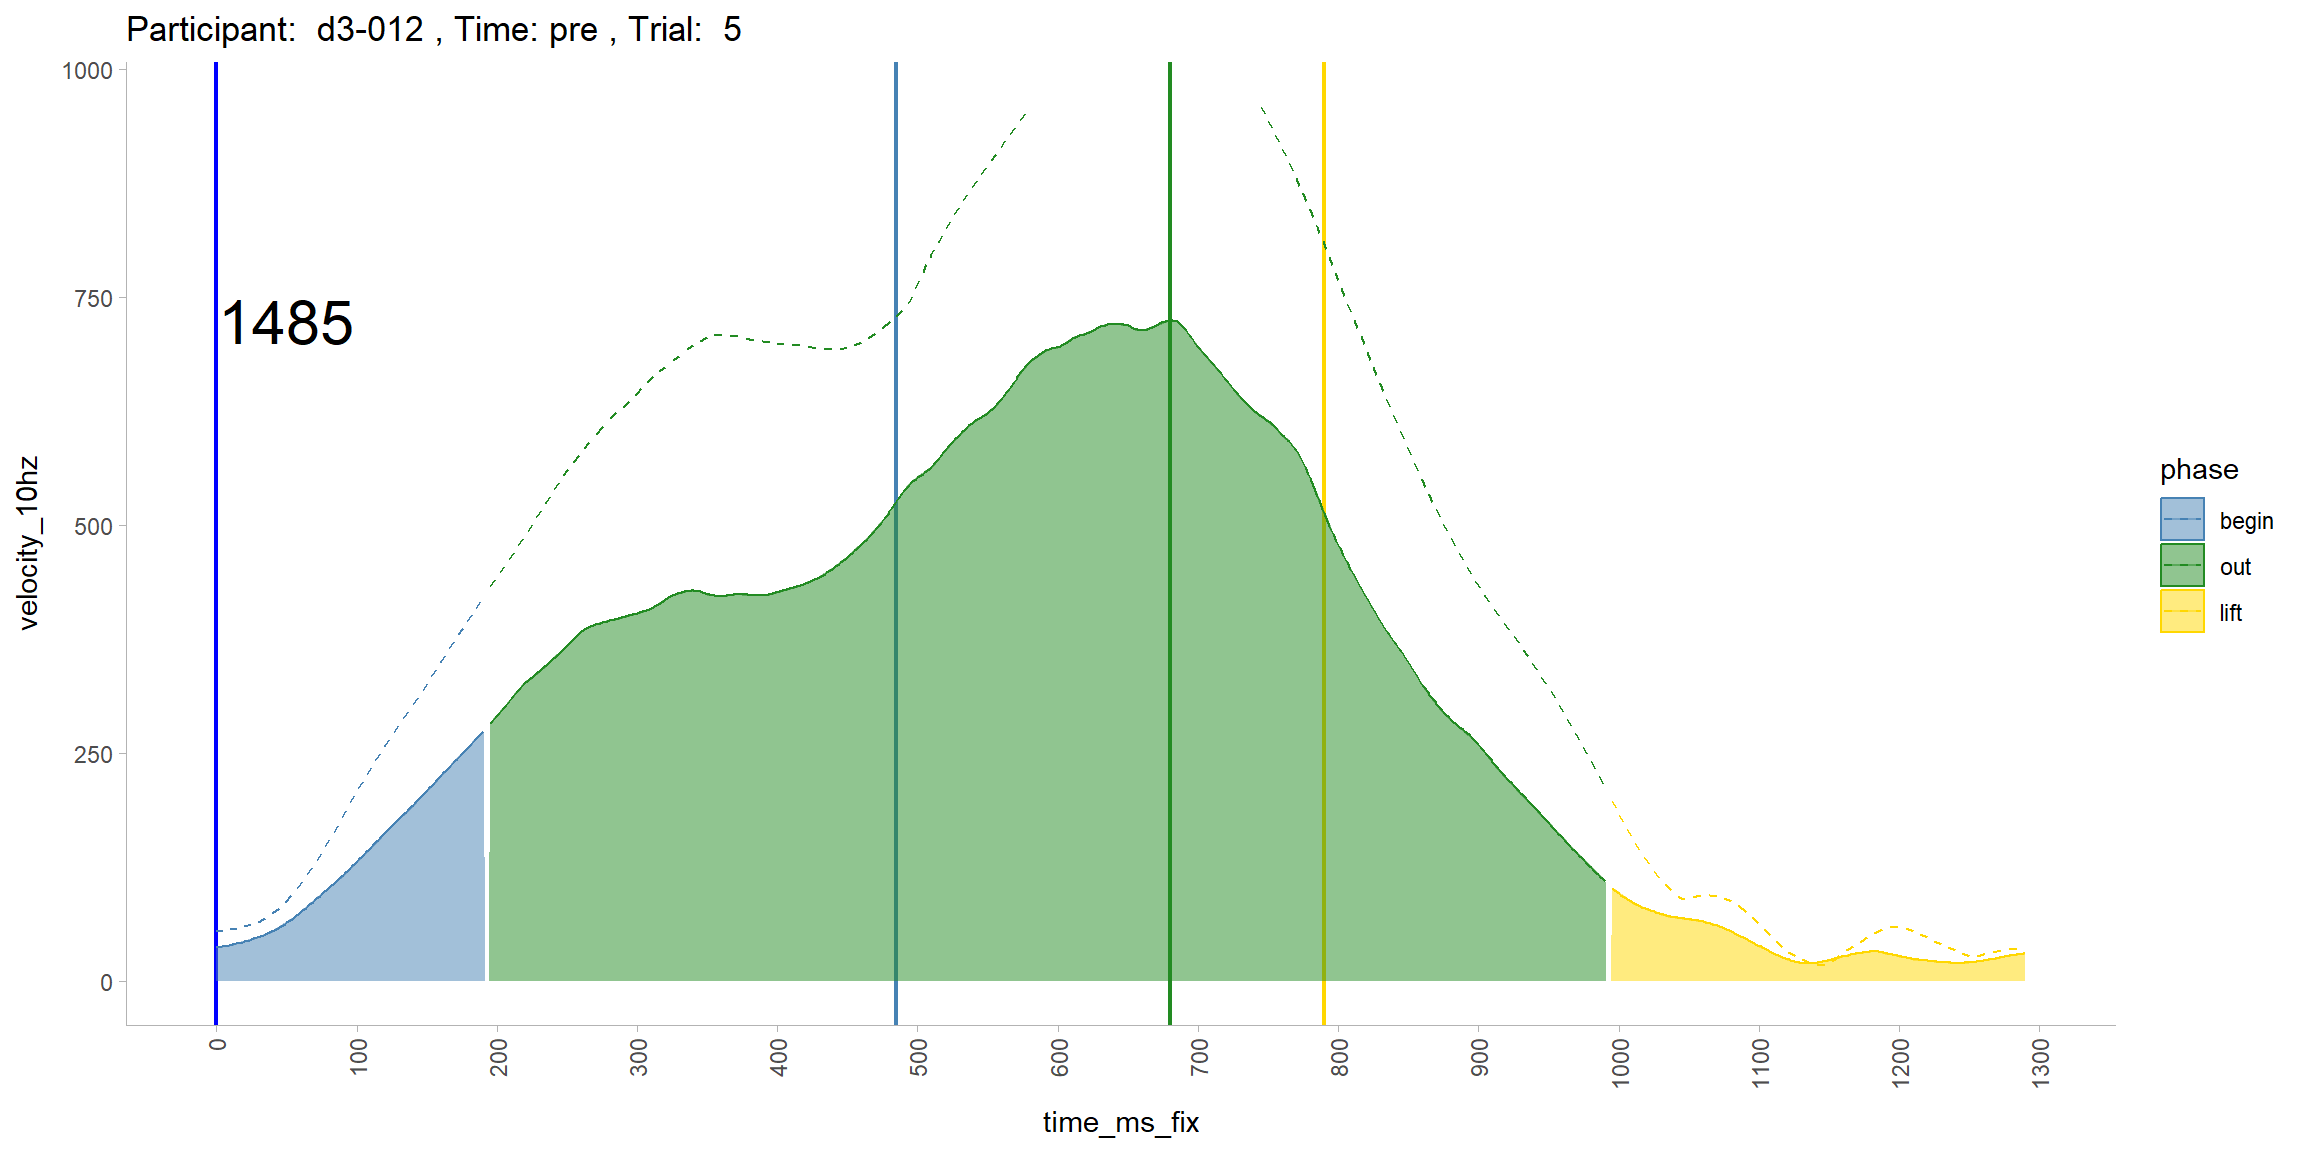 Participant:  d3-012 , Time: pre , Trial:  5
1000
750
500
250
0
velocity_10hz
1485
0
100
200
300
400
500
600
700
800
900
1000
1100
1200
1300
time_ms_fix
phase
begin
out
lift